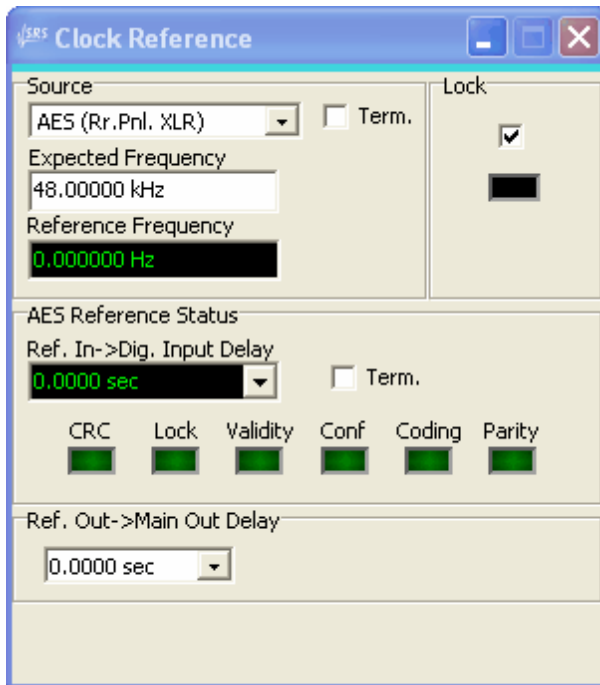 SRS Clock Reference
Source
Lock
AES (Rr.Pnl. XLR)
Term.
Expected Frequency
48.00000 kHz
Reference Frequency
0.000000 Hz
AES Reference Status
Ref. In->Dig. Input Delay
0.0000 sec
Term.
CRC Lock Validity Conf Coding Parity
Ref. Out->Main Out Delay
0.0000 sec